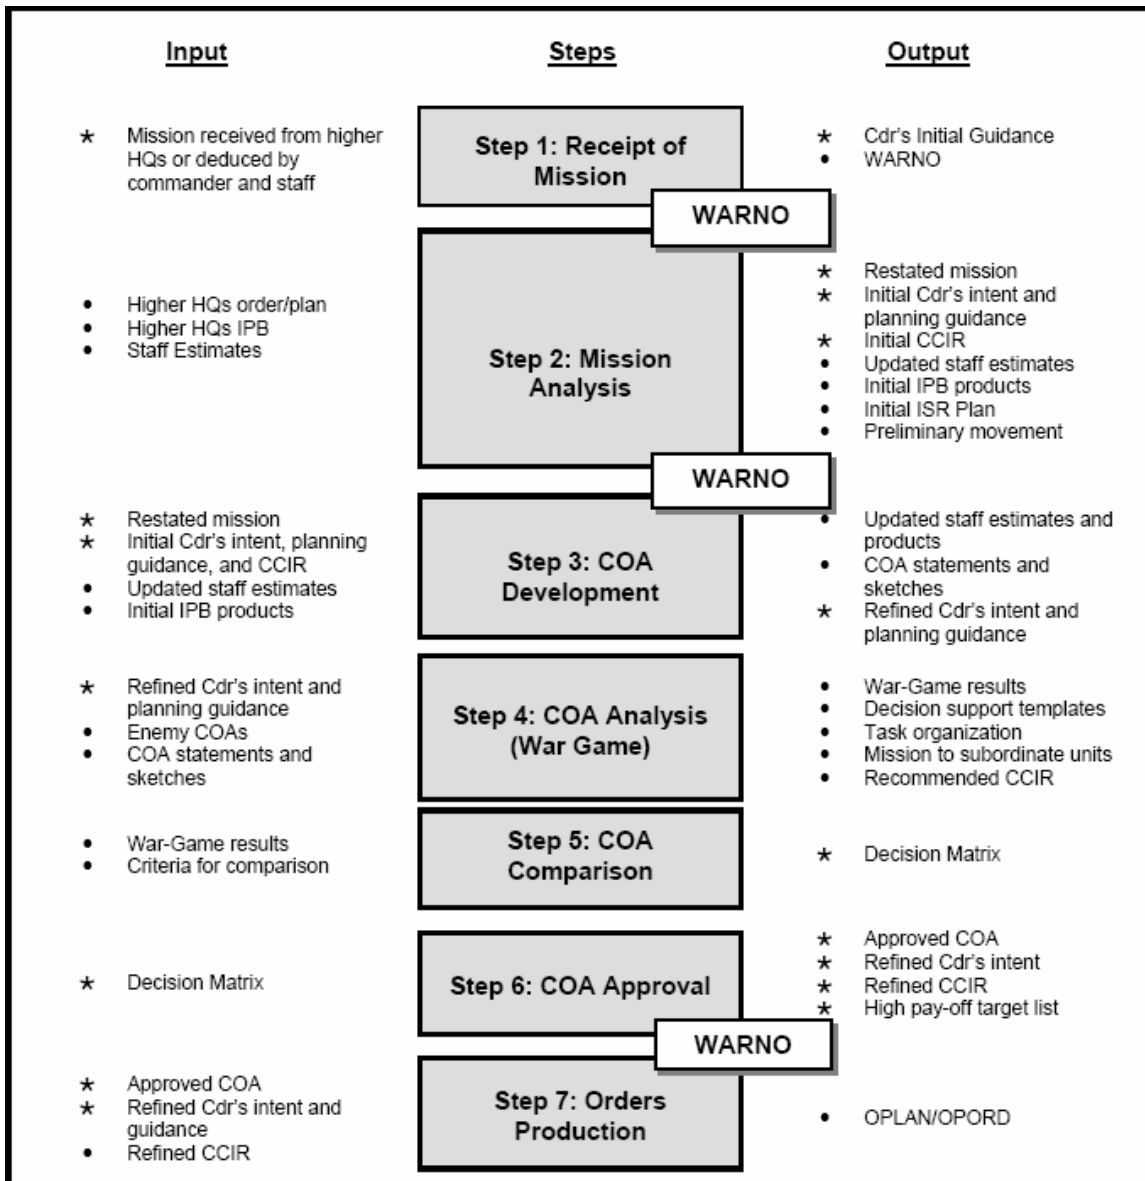 Input
Steps
Output
★ Mission received from higher
HQs or deduced by
commander and staff
Step 1: Receipt of
Mission
★ Cdr's Initial Guidance
• WARNO
WARNO
• Higher HQs order/plan
• Higher HQs IPB
• Staff Estimates
Step 2: Mission
Analysis
★ Restated mission
★ Initial Cdr's intent and
planning guidance
★ Initial CCIR
• Updated staff estimates
• Initial IPB products
• Initial ISR Plan
• Preliminary movement
WARNO
★ Restated mission
★ Initial Cdr's intent, planning
guidance, and CCIR
• Updated staff estimates
• Initial IPB products
Step 3: COA
Development
• Updated staff estimates and
products
• COA statements and
sketches
★ Refined Cdr's intent and
planning guidance
★ Refined Cdr's intent and
planning guidance
• Enemy COAs
• COA statements and
sketches
Step 4: COA Analysis
(War Game)
• War-Game results
• Decision support templates
• Task organization
• Mission to subordinate units
• Recommended CCIR
• War-Game results
• Criteria for comparison
Step 5: COA
Comparison
★ Decision Matrix
★ Decision Matrix
Step 6: COA Approval
★ Approved COA
★ Refined Cdr's intent
★ Refined CCIR
★ High pay-off target list
WARNO
★ Approved COA
★ Refined Cdr's intent and
guidance
• Refined CCIR
Step 7: Orders
Production
• OPLAN/OPORD